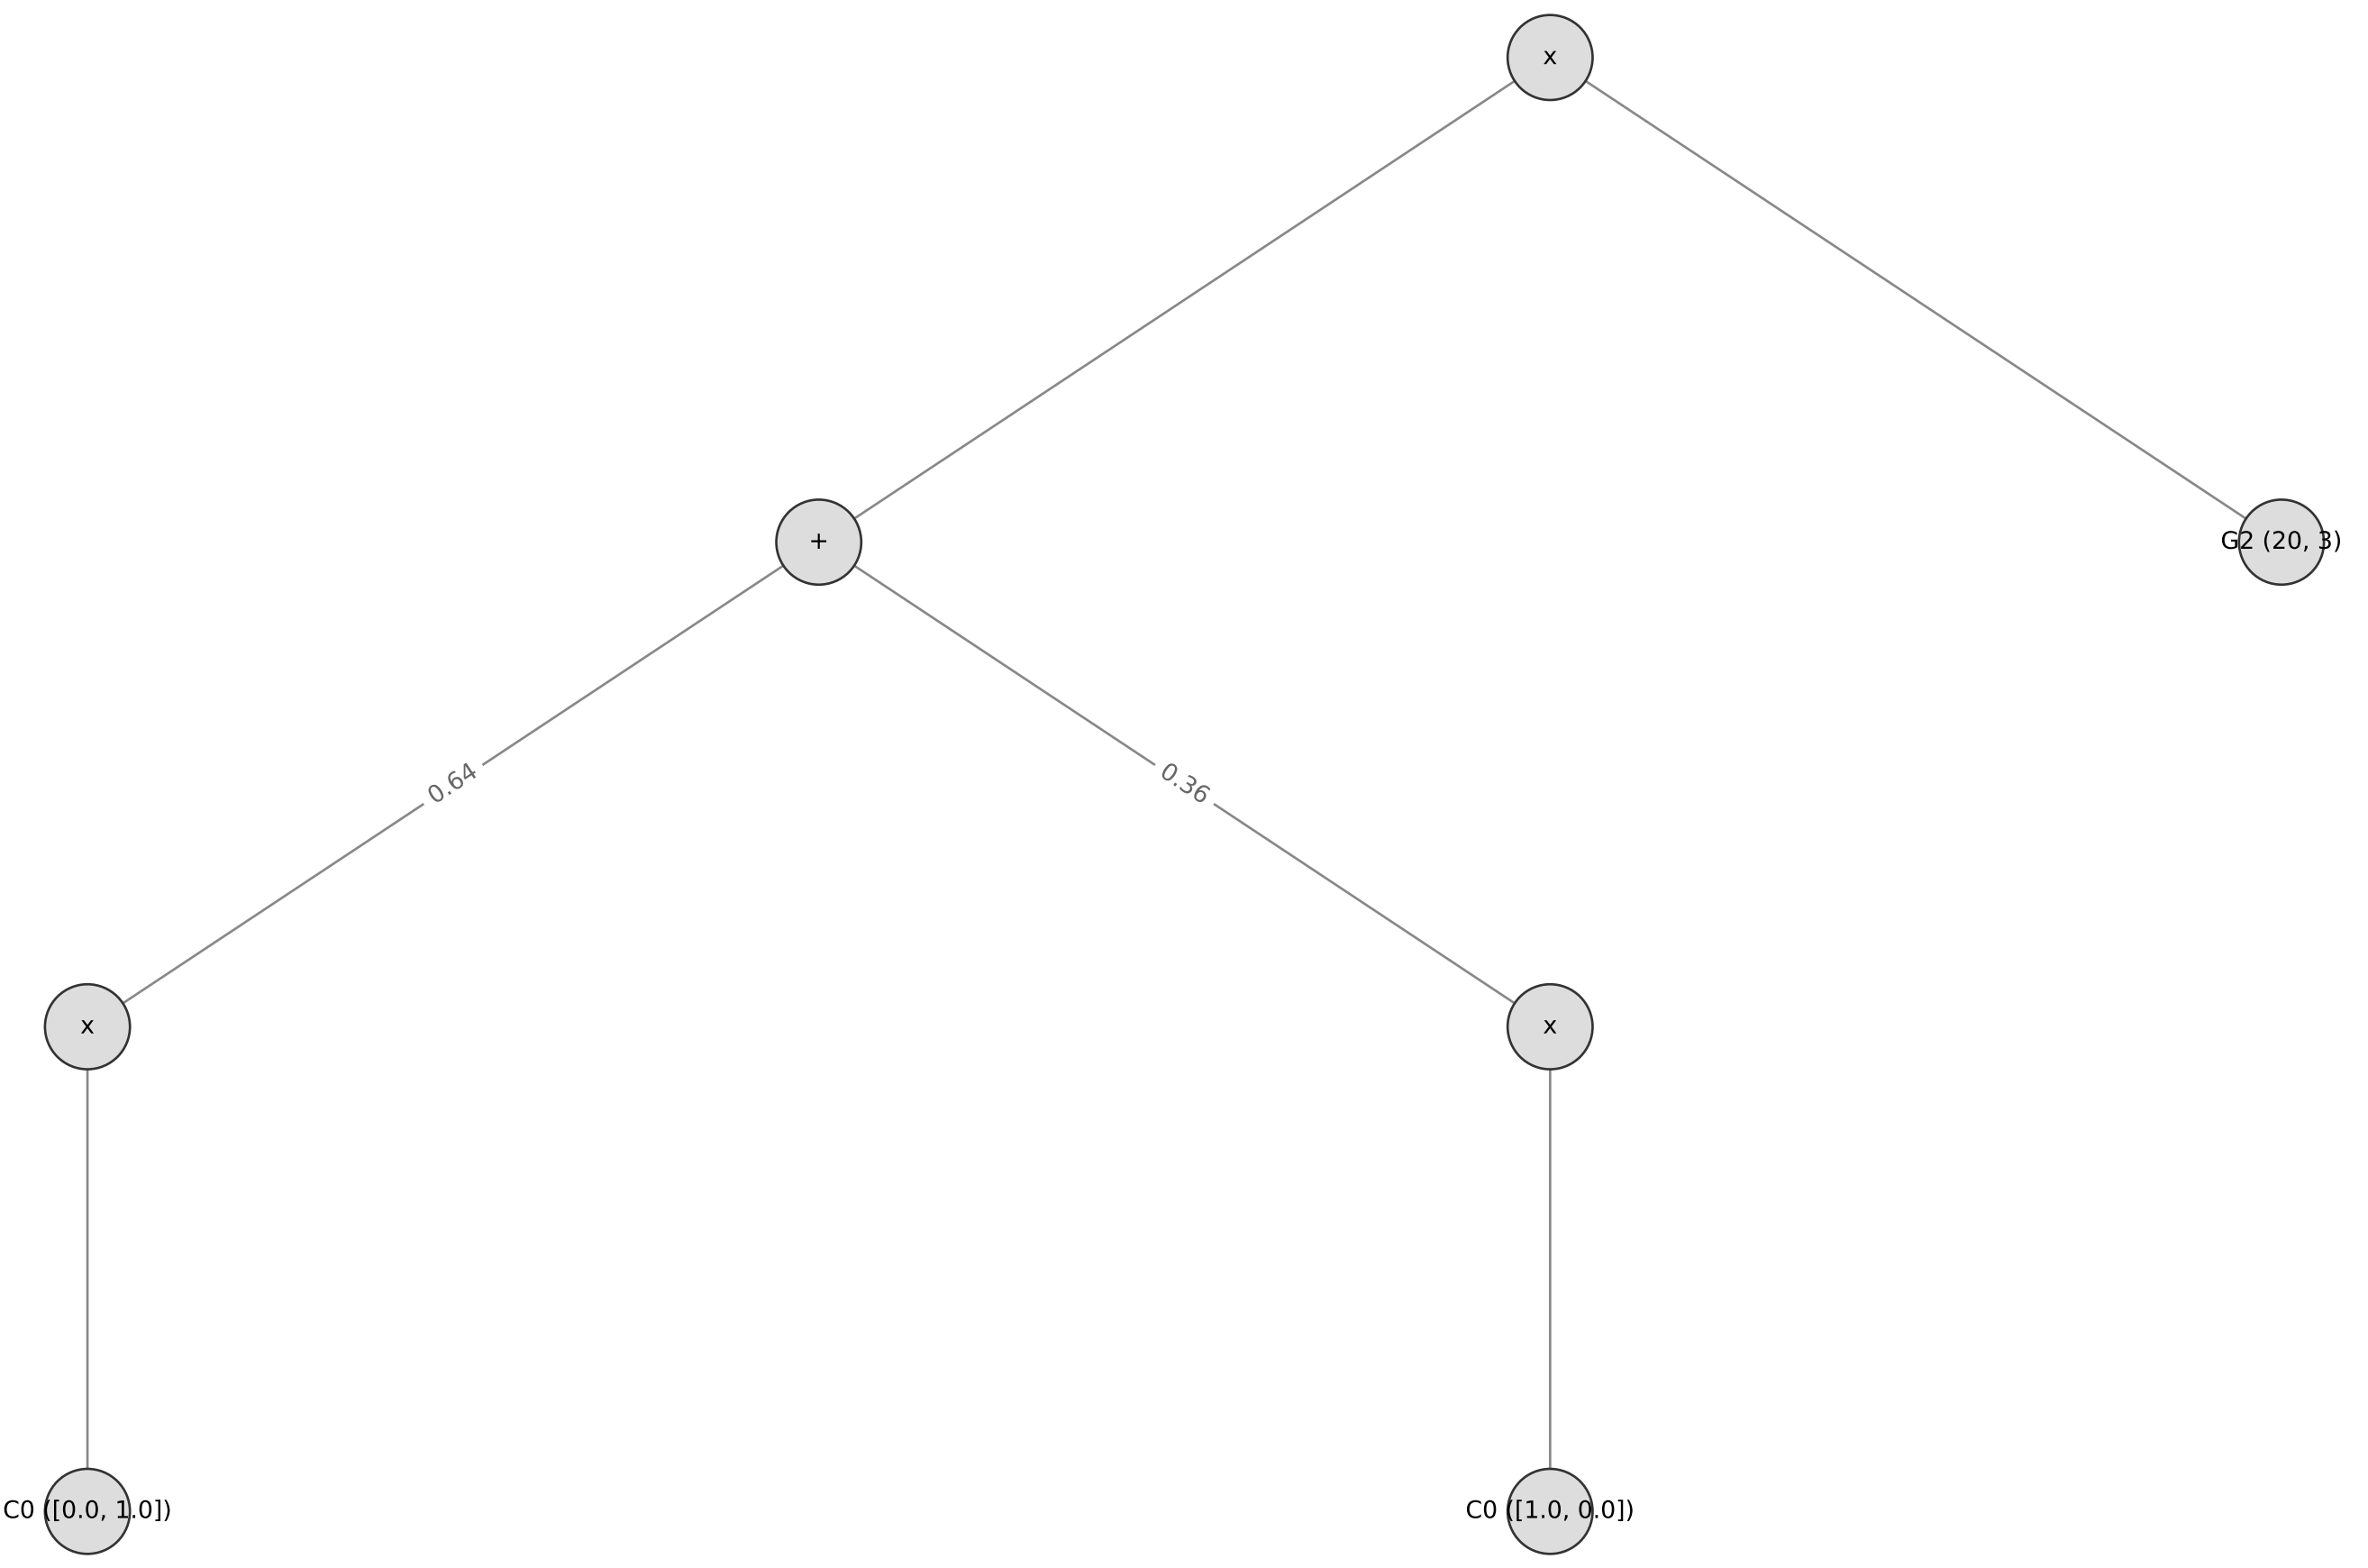 x
+
G2 (20, 3)
0.64
0.36
x
x
C0 ([0.0, 1.0])
C0 ([1.0, 0.0])